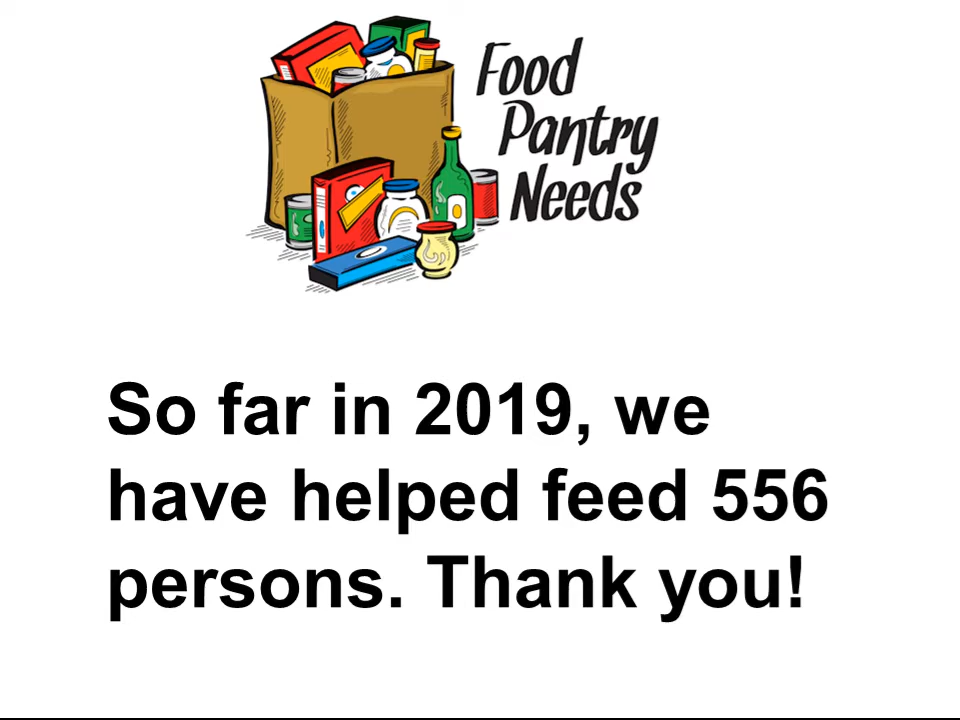 Food
Pantry
Needs
So far in 2019, we
have helped feed 556
persons. Thank you!